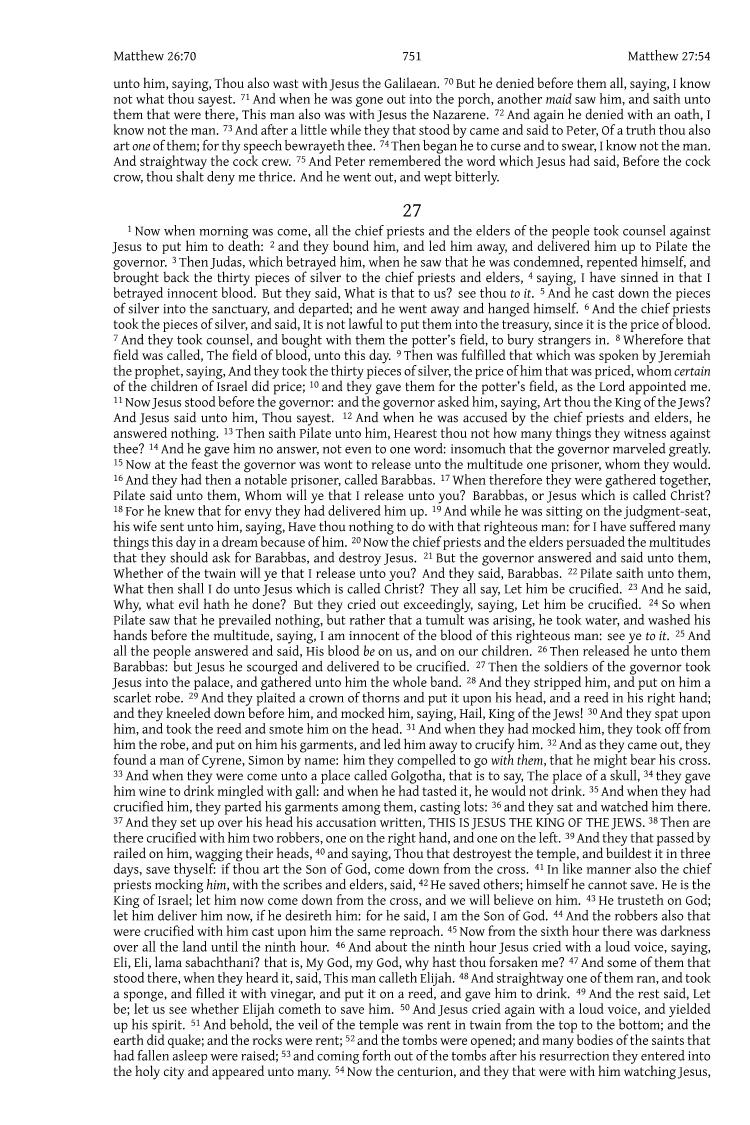 Matthew 26:70 751 Matthew 27:54
unto him, saying, Thou also wast with Jesus the Galilaean. 70 But he denied before them all, saying, I know
not what thou sayest. 71 And when he was gone out into the porch, another maid saw him, and saith unto
them that were there, This man also was with Jesus the Nazarene. 72 And again he denied with an oath, I
know not the man. 73 And after a little while they that stood by came and said to Peter, Of a truth thou also
art one of them; for thy speech bewrayeth thee. 74 Then began he to curse and to swear, I know not the man.
And straightway the cock crew. 75 And Peter remembered the word which Jesus had said, Before the cock
crow, thou shalt deny me thrice. And he went out, and wept bitterly.
27
1 Now when morning was come, all the chief priests and the elders of the people took counsel against
Jesus to put him to death: 2 and they bound him, and led him away, and delivered him up to Pilate the
governor. 3 Then Judas, which betrayed him, when he saw that he was condemned, repented himself, and
brought back the thirty pieces of silver to the chief priests and elders, 4 saying, I have sinned in that I
betrayed innocent blood. But they said, What is that to us? see thou to it. 5 And he cast down the pieces
of silver into the sanctuary, and departed; and he went away and hanged himself. 6 And the chief priests
took the pieces of silver, and said, It is not lawful to put them into the treasury, since it is the price of blood.
7 And they took counsel, and bought with them the potter's field, to bury strangers in. 8 Wherefore that
field was called, The field of blood, unto this day. 9 Then was fulfilled that which was spoken by Jeremiah
the prophet, saying, And they took the thirty pieces of silver, the price of him that was priced, whom certain
of the children of Israel did price; 10 and they gave them for the potter's field, as the Lord appointed me.
11 Now Jesus stood before the governor: and the governor asked him, saying, Art thou the King of the Jews?
And Jesus said unto him, Thou sayest. 12 And when he was accused by the chief priests and elders, he
answered nothing. 13 Then saith Pilate unto him, Hearest thou not how many things they witness against
thee? 14 And he gave him no answer, not even to one word: insomuch that the governor marveled greatly.
15 Now at the feast the governor was wont to release unto the multitude one prisoner, whom they would.
16 And they had then a notable prisoner, called Barabbas. 17 When therefore they were gathered together,
Pilate said unto them, Whom will ye that I release unto you? Barabbas, or Jesus which is called Christ?
18 For he knew that for envy they had delivered him up. 19 And while he was sitting on the judgment-seat,
his wife sent unto him, saying, Have thou nothing to do with that righteous man: for I have suffered many
things this day in a dream because of him. 20 Now the chief priests and the elders persuaded the multitudes
that they should ask for Barabbas, and destroy Jesus. 21 But the governor answered and said unto them,
Whether of the twain will ye that I release unto you? And they said, Barabbas. 22 Pilate saith unto them,
What then shall I do unto Jesus which is called Christ? They all say, Let him be crucified. 23 And he said,
Why, what evil hath he done? But they cried out exceedingly, saying, Let him be crucified. 24 So when
Pilate saw that he prevailed nothing, but rather that a tumult was arising, he took water, and washed his
hands before the multitude, saying, I am innocent of the blood of this righteous man: see ye to it. 25 And
all the people answered and said, His blood be on us, and on our children. 26 Then released he unto them
Barabbas: but Jesus he scourged and delivered to be crucified. 27 Then the soldiers of the governor took
Jesus into the palace, and gathered unto him the whole band. 28 And they stripped him, and put on him a
scarlet robe. 29 And they plaited a crown of thorns and put it upon his head, and a reed in his right hand;
and they kneeled down before him, and mocked him, saying, Hail, King of the Jews! 30 And they spat upon
him, and took the reed and smote him on the head. 31 And when they had mocked him, they took off from
him the robe, and put on him his garments, and led him away to crucify him. 32 And as they came out, they
found a man of Cyrene, Simon by name: him they compelled to go with them, that he might bear his cross.
33 And when they were come unto a place called Golgotha, that is to say, The place of a skull, 34 they gave
him wine to drink mingled with gall: and when he had tasted it, he would not drink. 35 And when they had
crucified him, they parted his garments among them, casting lots: 36 and they sat and watched him there.
37 And they set up over his head his accusation written, THIS IS JESUS THE KING OF THE JEWS. 38 Then are
there crucified with him two robbers, one on the right hand, and one on the left. 39 And they that passed by
railed on him, wagging their heads, 40 and saying, Thou that destroyest the temple, and buildest it in three
days, save thyself: if thou art the Son of God, come down from the cross. 41 In like manner also the chief
priests mocking him, with the scribes and elders, said, 42 He saved others; himself he cannot save. He is the
King of Israel; let him now come down from the cross, and we will believe on him. 43 He trusteth on God;
let him deliver him now, if he desireth him: for he said, I am the Son of God. 44 And the robbers also that
were crucified with him cast upon him the same reproach. 45 Now from the sixth hour there was darkness
over all the land until the ninth hour. 46 And about the ninth hour Jesus cried with a loud voice, saying,
Eli, Eli, lama sabachthani? that is, My God, my God, why hast thou forsaken me? 47 And some of them that
stood there, when they heard it, said, This man calleth Elijah. 48 And straightway one of them ran, and took
a sponge, and filled it with vinegar, and put it on a reed, and gave him to drink. 49 And the rest said, Let
be; let us see whether Elijah cometh to save him. 50 And Jesus cried again with a loud voice, and yielded
up his spirit. 51 And behold, the veil of the temple was rent in twain from the top to the bottom; and the
earth did quake; and the rocks were rent; 52 and the tombs were opened; and many bodies of the saints that
had fallen asleep were raised; 53 and coming forth out of the tombs after his resurrection they entered into
the holy city and appeared unto many. 54 Now the centurion, and they that were with him watching Jesus,